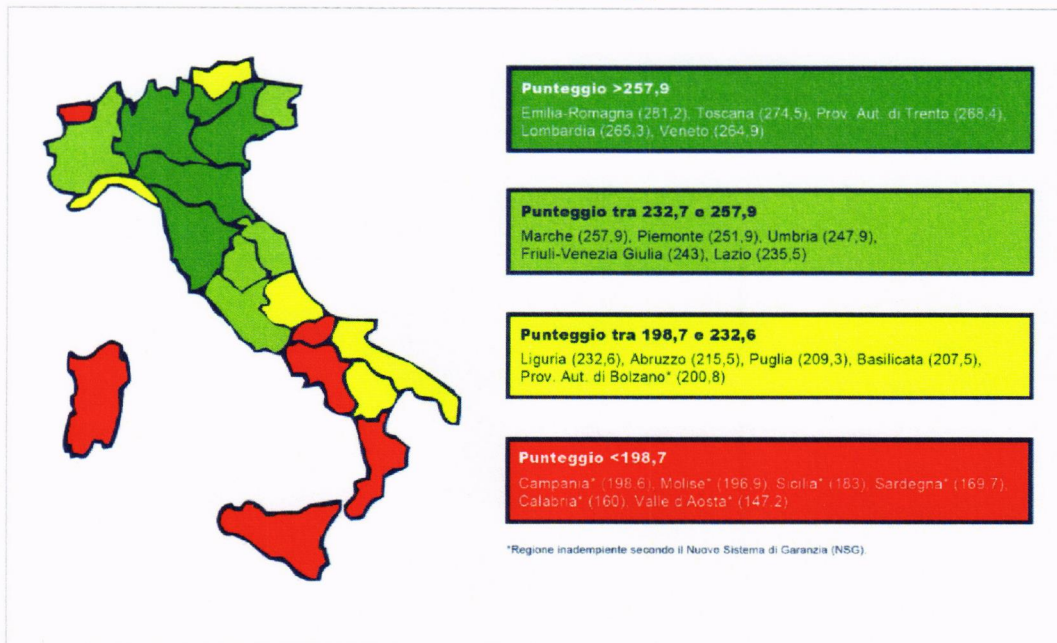 Punteggio >257,9
Emilia-Romagna (281,2), Toscana (274,5), Prov. Aut. di Trento (268,4),
Lombardia (265,3), Veneto (264,9)
Punteggio tra 232,7 e 257,9
Marche (257,9), Piemonte (251,9), Umbria (247,9),
Friuli-Venezia Giulia (243), Lazio (235,5)
Punteggio tra 198,7 e 232,6
Liguria (232,6), Abruzzo (215,5), Puglia (209,3), Basilicata (207,5),
Prov. Aut. di Bolzano* (200,8)
Punteggio <198,7
Campania* (198,6), Molise* (196,9), Sicilia* (183), Sardegna* (169,7),
Calabria* (160), Valle d'Aosta* (147,2)
*Regione inadempiente secondo il Nuovo Sistema di Garanzia (NSG).